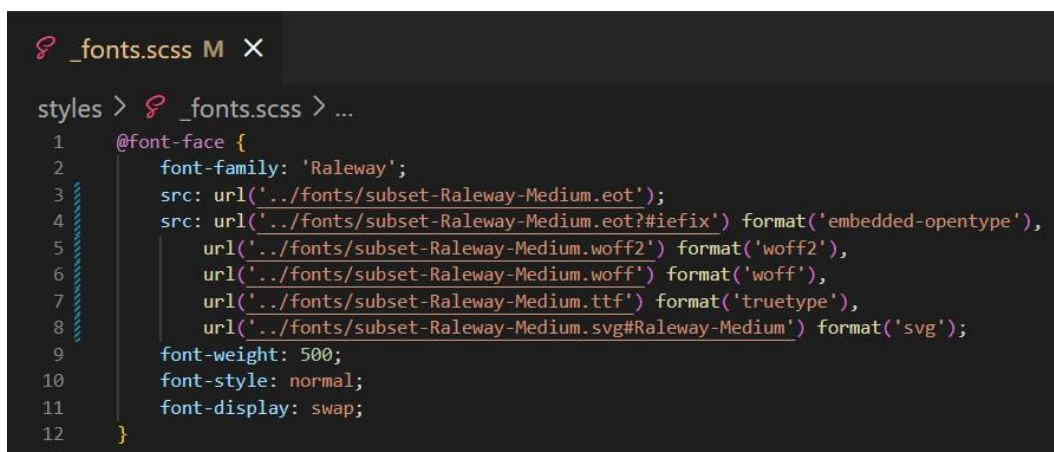 _fonts.scss M ×
styles > _fonts.scss > ...
1 @font-face {
2 font-family: 'Raleway';
3 src: url('../fonts/subset-Raleway-Medium.eot');
4 src: url('../fonts/subset-Raleway-Medium.eot?#iefix') format('embedded-opentype'),
5 url('../fonts/subset-Raleway-Medium.woff2') format('woff2'),
6 url('../fonts/subset-Raleway-Medium.woff') format('woff'),
7 url('../fonts/subset-Raleway-Medium.ttf') format('truetype'),
8 url('../fonts/subset-Raleway-Medium.svg#Raleway-Medium') format('svg');
9 font-weight: 500;
10 font-style: normal;
11 font-display: swap;
12 }